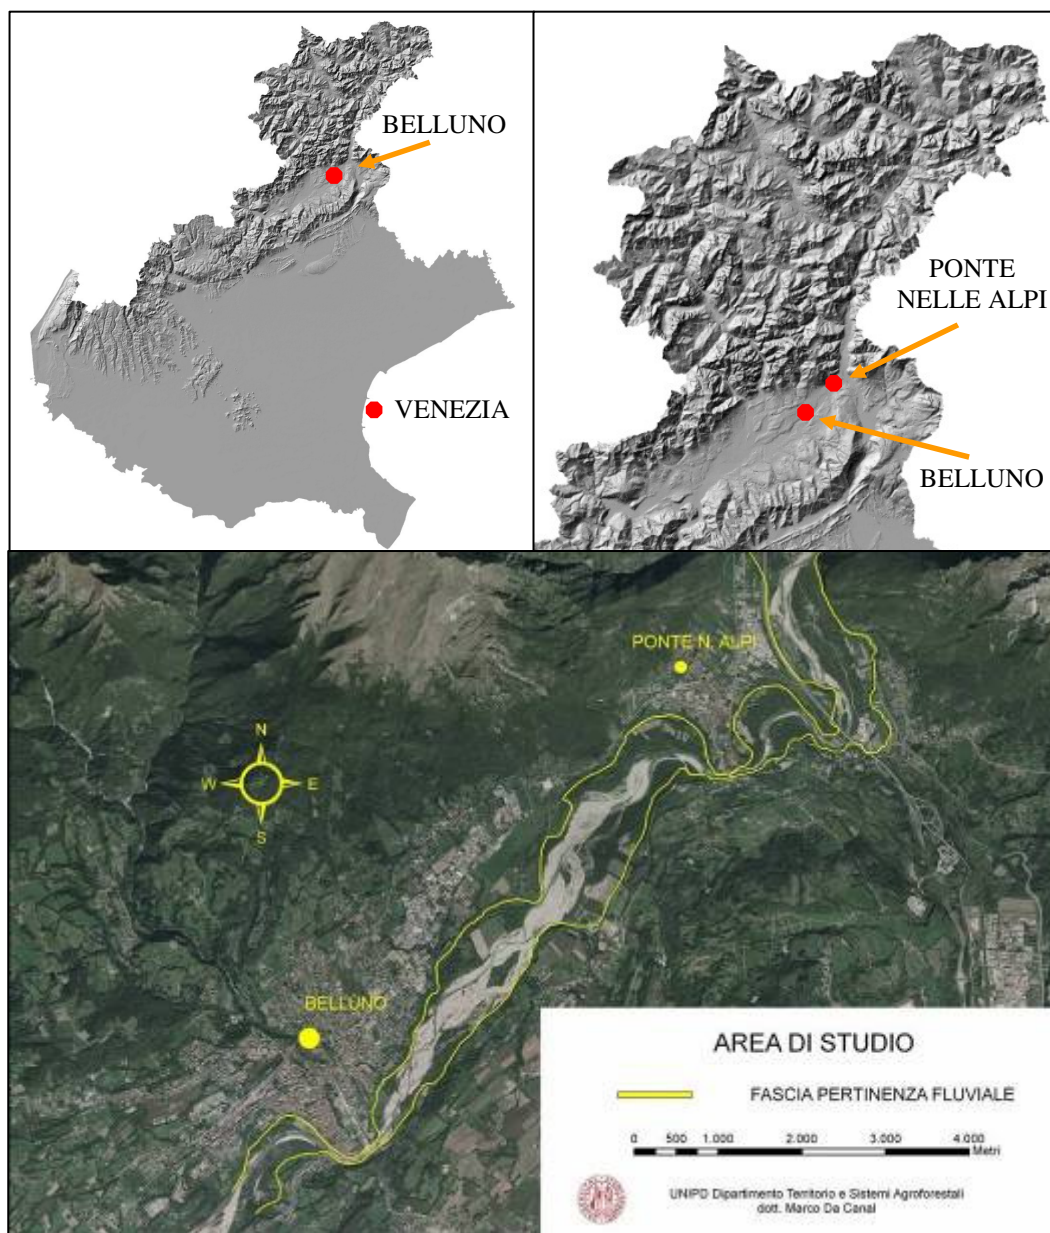 BELLUNO
VENEZIA
PONTE
NELLE ALPI
BELLUNO
PONTE N. ALPI
N
W E
S
BELLUNO
AREA DI STUDIO
FASCIA PERTINENZA FLUVIALE
0 500 1.000 2.000 3.000 4.000
Metri
UNIPD Dipartimento Territorio e Sistemi Agroforestali
dott. Marco Da Canal